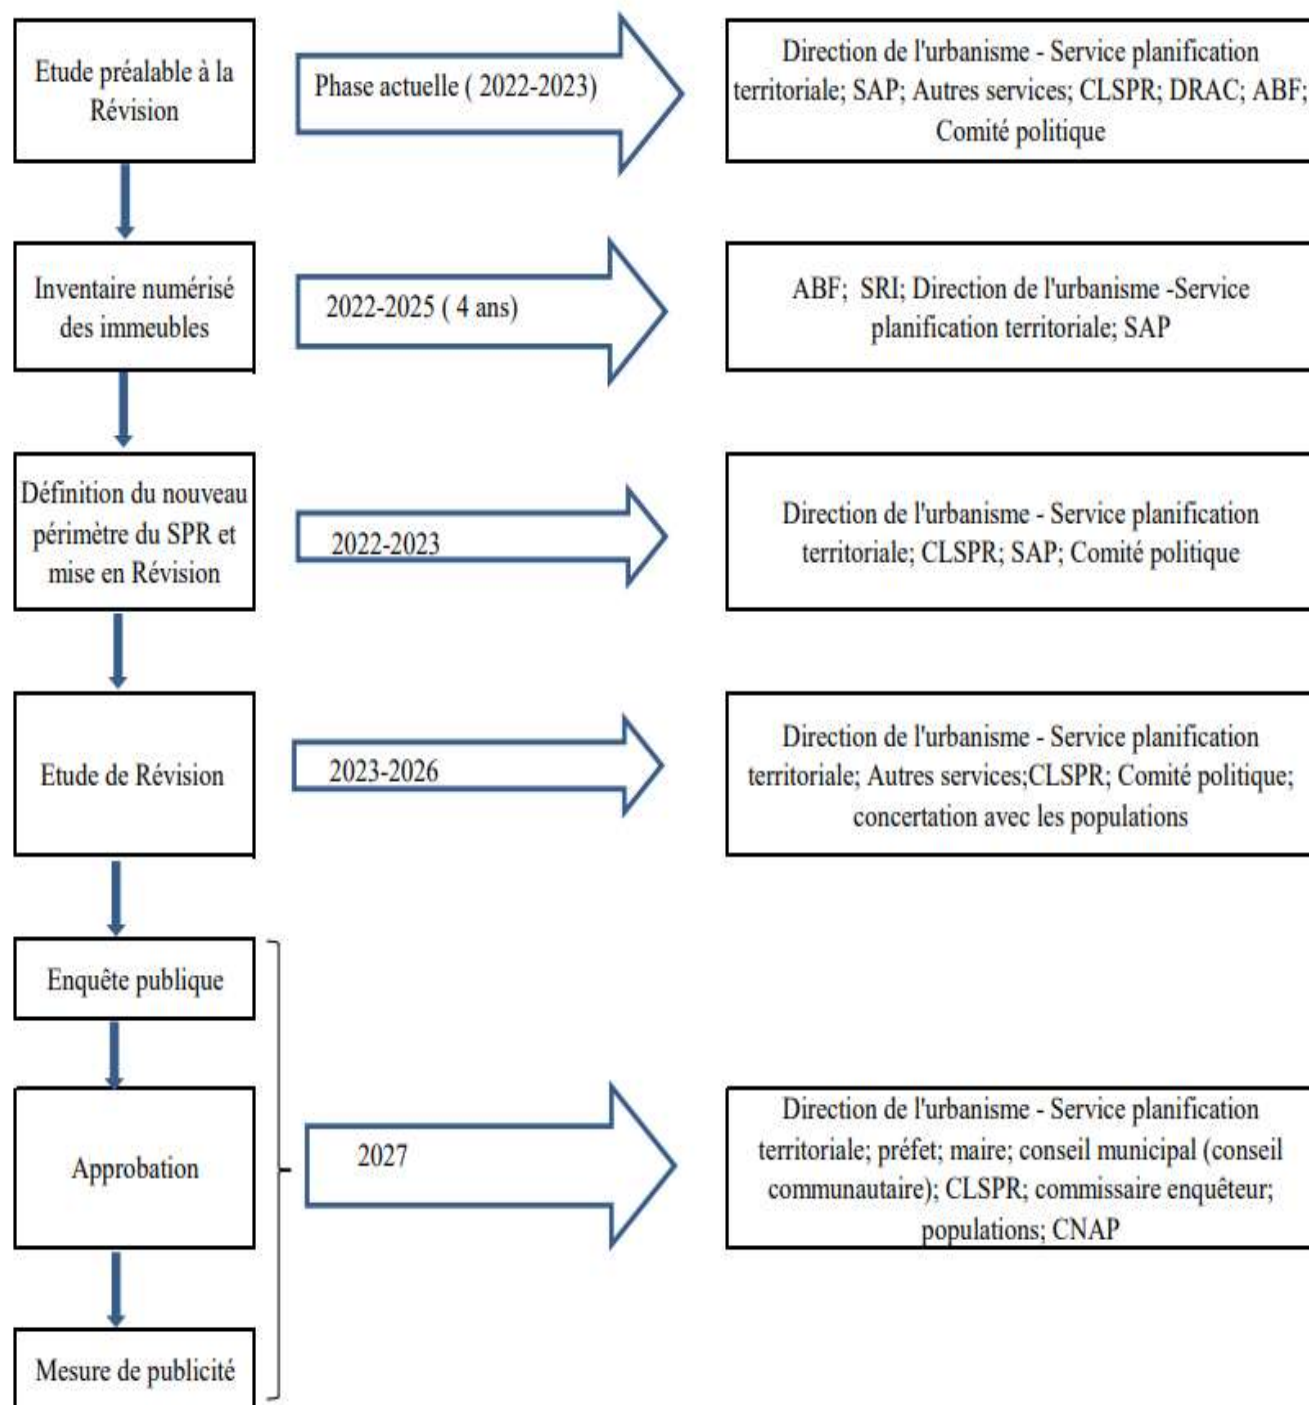 Etude préalable à la
Révision
Phase actuelle ( 2022-2023)
Direction de l'urbanisme - Service planification
territoriale; SAP; Autres services; CLSPR; DRAC; ABF;
Comité politique
Inventaire numérisé
des immeubles
2022-2025 ( 4 ans)
ABF; SRI; Direction de l'urbanisme -Service
planification territoriale; SAP
Définition du nouveau
périmètre du SPR et
mise en Révision
2022-2023
Direction de l'urbanisme - Service planification
territoriale; CLSPR; SAP; Comité politique
Etude de Révision
2023-2026
Direction de l'urbanisme - Service planification
territoriale; Autres services;CLSPR; Comité politique;
concertation avec les populations
Enquête publique
Approbation
Mesure de publicité
2027
Direction de l'urbanisme - Service planification
territoriale; préfet; maire; conseil municipal (conseil
communautaire); CLSPR; commissaire enquêteur;
populations; CNAP